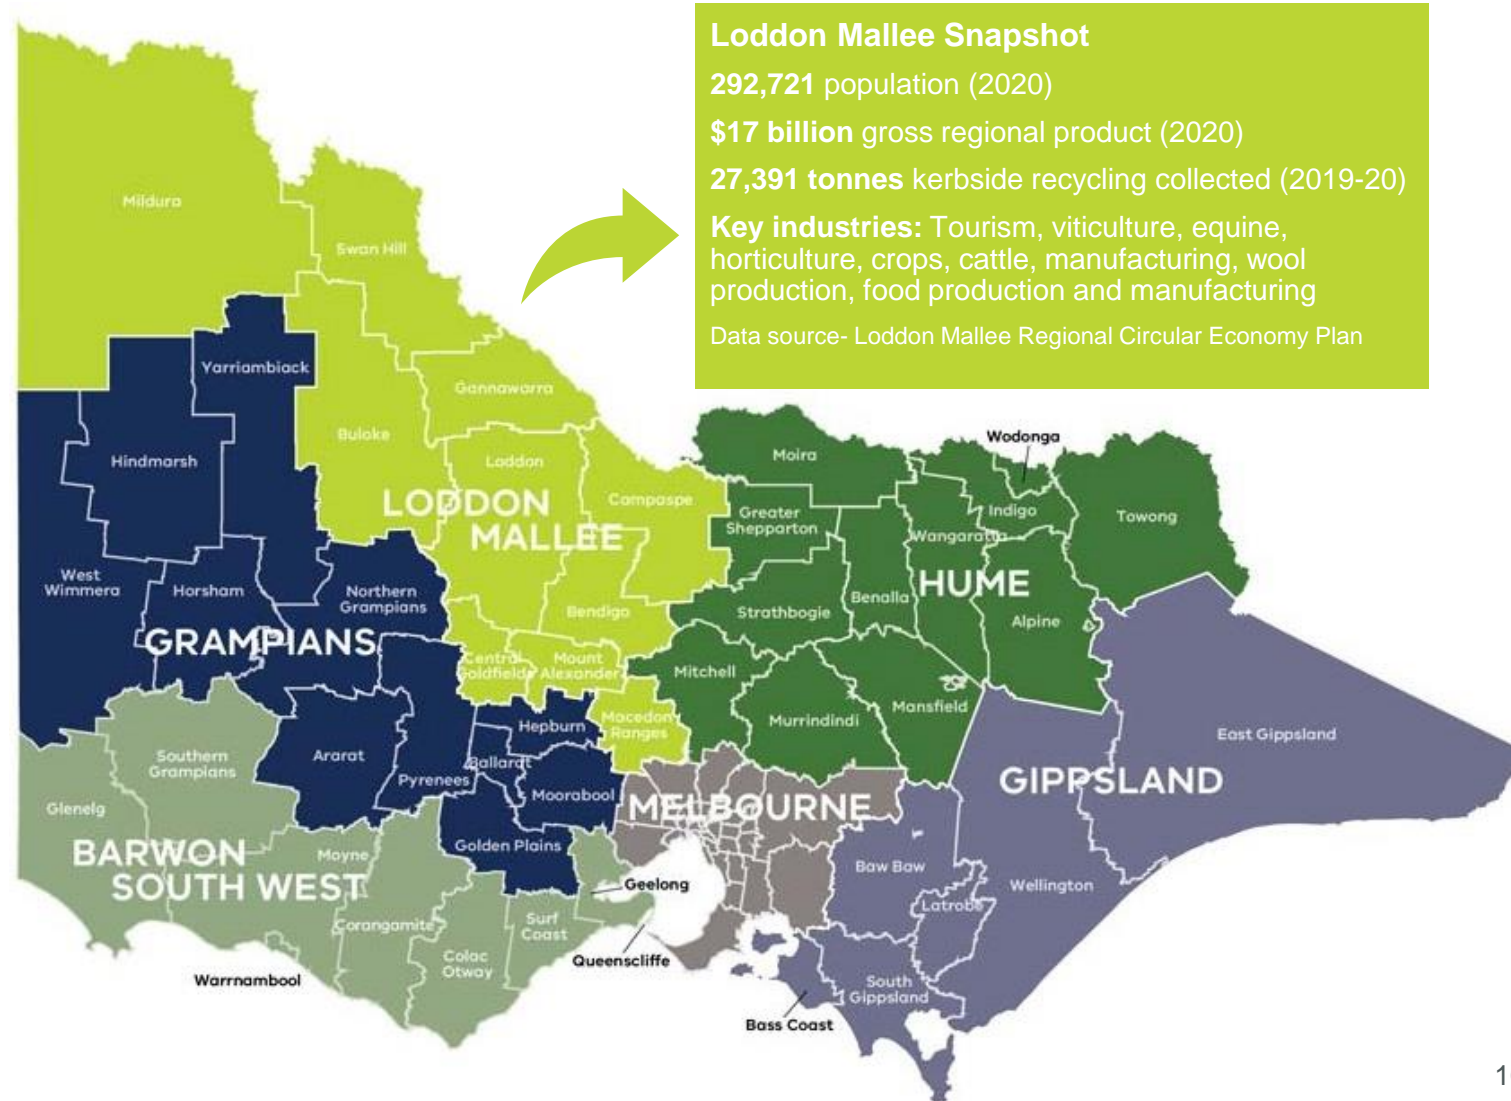 Loddon Mallee Snapshot
292,721 population (2020)
$17 billion gross regional product (2020)
27,391 tonnes kerbside recycling collected (2019-20)
Key industries: Tourism, viticulture, equine,
horticulture, crops, cattle, manufacturing, wool
production, food production and manufacturing
Data source- Loddon Mallee Regional Circular Economy Plan
Mildura
Swan Hill
Yarriambiack
Gannawarra
Buloke
Hindmarsh
Loddon
Campaspe
LODDON
MALLEE
West
Wimmera
Horsham
Northern
Grampians
Bendigo
GRAMPIANS
Central
Goldfields
Mount
Alexander
Macedon
Ranges
Hepburn
Ararat
Pyrenees
Ballarat
Moorabool
Golden Plains
Moira
Wodonga
Greater
Shepparton
Wangaratta
Indigo
Towong
HUME
Strathbogie
Benalla
Alpine
Mitchell
Murrindindi
Mansfield
East Gippsland
GIPPSLAND
MELBOURNE
Baw Baw
Latrobe
Wellington
South
Gippsland
Bass Coast
Southern
Grampians
Glenelg
BARWON
SOUTH WEST
Moyne
Corangamite
Colac
Otway
Surf
Coast
Geelong
Queenscliffe
Warrnambool
1